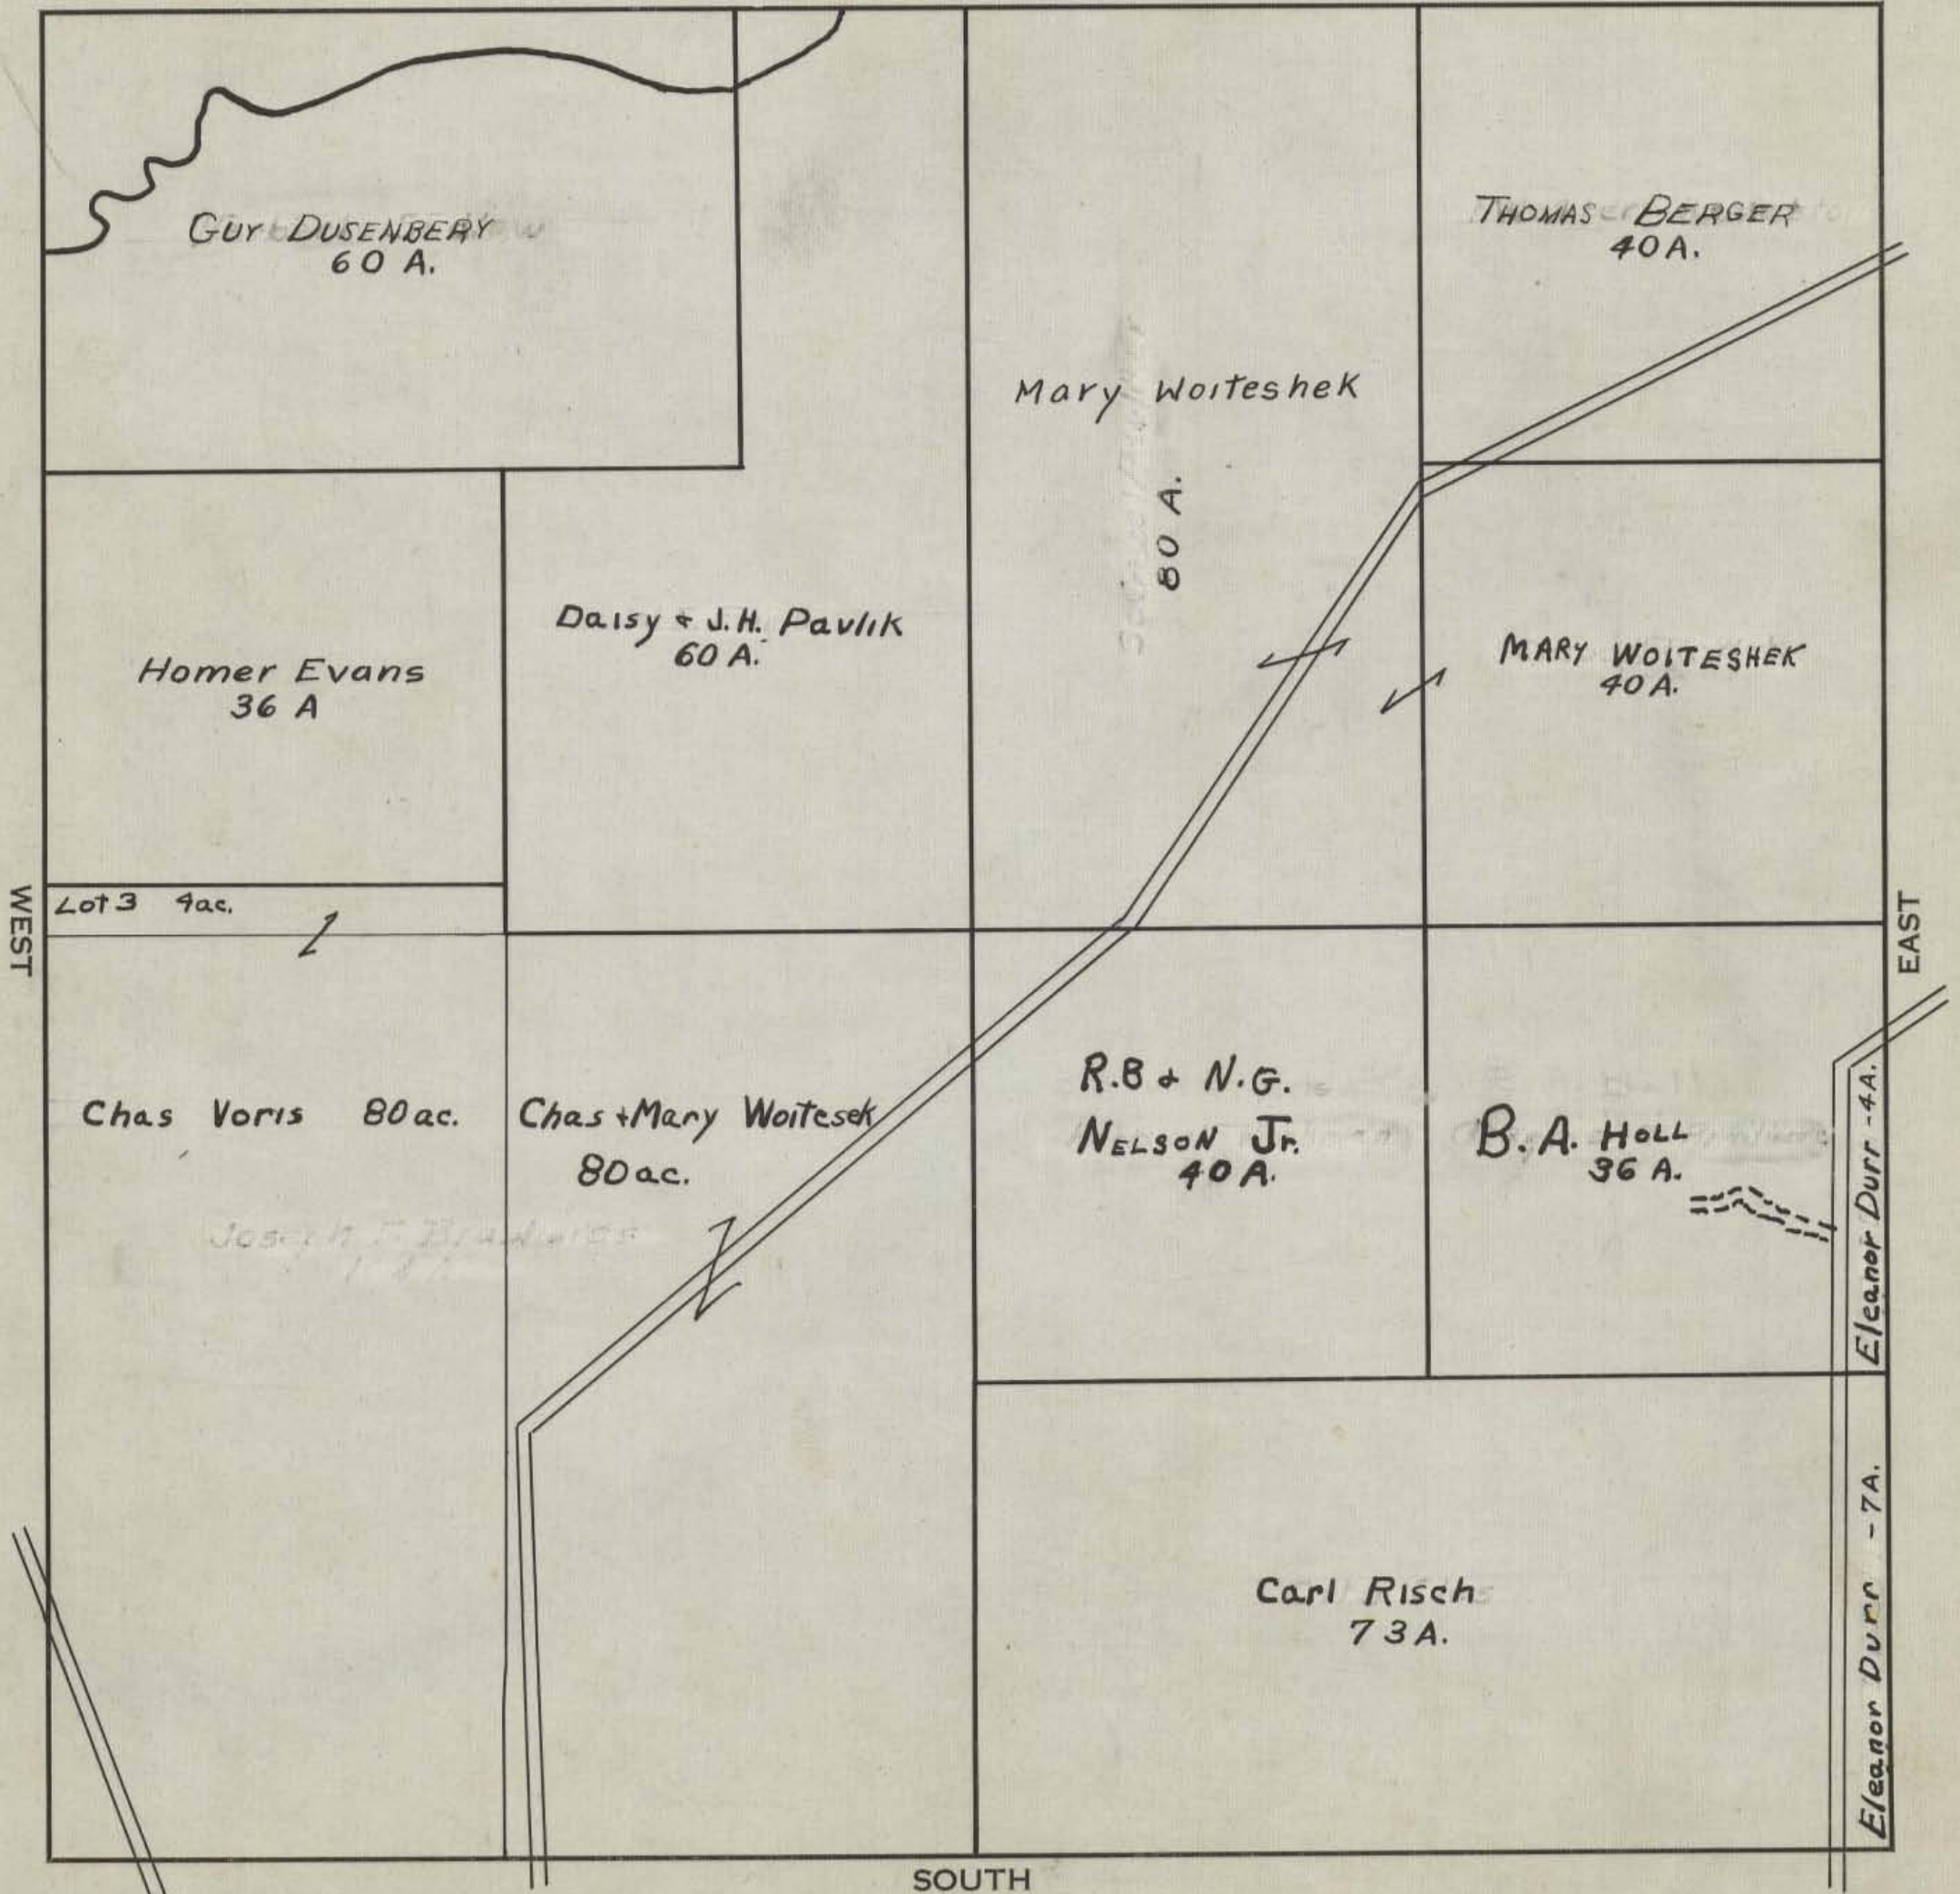 GUY DUSENBERY
60 A.
THOMAS BERGER
40 A.
Mary Woiteshek
80 A.
Daisy & J.H. Pavlik
60 A.
Homer Evans
36 A
MARY WOITESHEK
40 A.
WEST
Lot 3 4ac.
EAST
Chas Voris 80ac.
Chas + Mary Woitesek
80ac.
R.B & N.G.
NELSON Jr.
40 A.
B. A. HOLL
36 A.
Eleanor Durr - 4A.
Carl Risch
73 A.
Eleanor Durr - 7A.
SOUTH